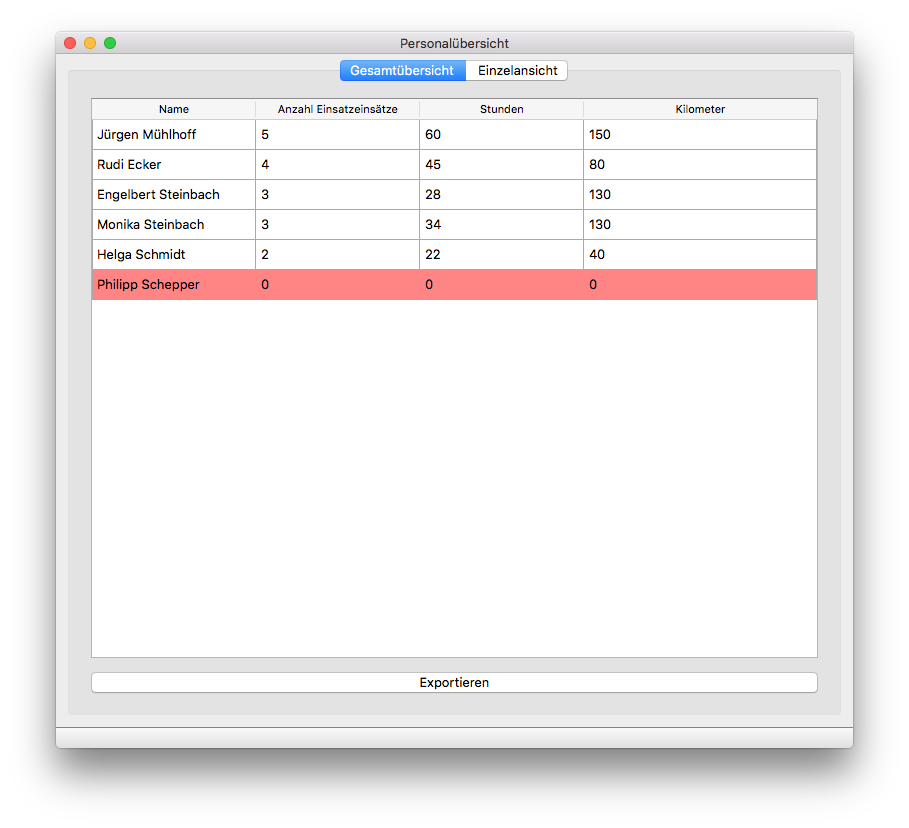 Personalübersicht
Gesamtübersicht Einzelansicht
Name Anzahl Einsatzeinsätze Stunden Kilometer
Jürgen Mühlhoff 5 60 150
Rudi Ecker 4 45 80
Engelbert Steinbach 3 28 130
Monika Steinbach 3 34 130
Helga Schmidt 2 22 40
Philipp Schepper 0 0 0
Exportieren